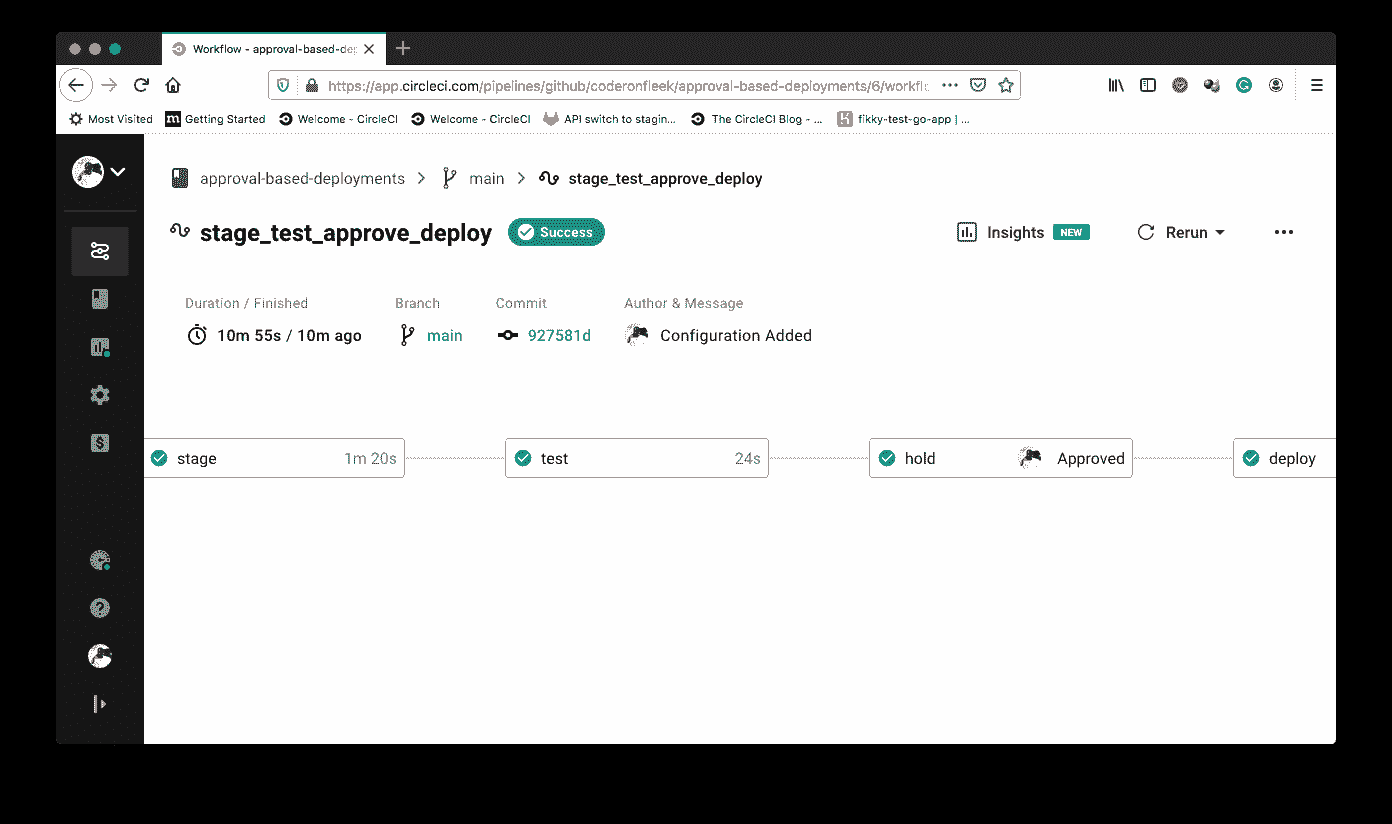 Workflow - approval-based-dep
https://app.circleci.com/pipelines/github/coderonfleek/approval-based-deployments/6/workflo
Most Visited Getting Started Welcome - CircleCI Welcome - CircleCI API switch to stagin... The CircleCI Blog - ... fikky-test-go-app | ...
approval-based-deployments main stage_test_approve_deploy
stage_test_approve_deploy Success Insights NEW Rerun
Duration / Finished Branch Commit Author & Message
10m 55s / 10m ago main 927581d Configuration Added
stage 1m 20s test 24s hold Approved deploy